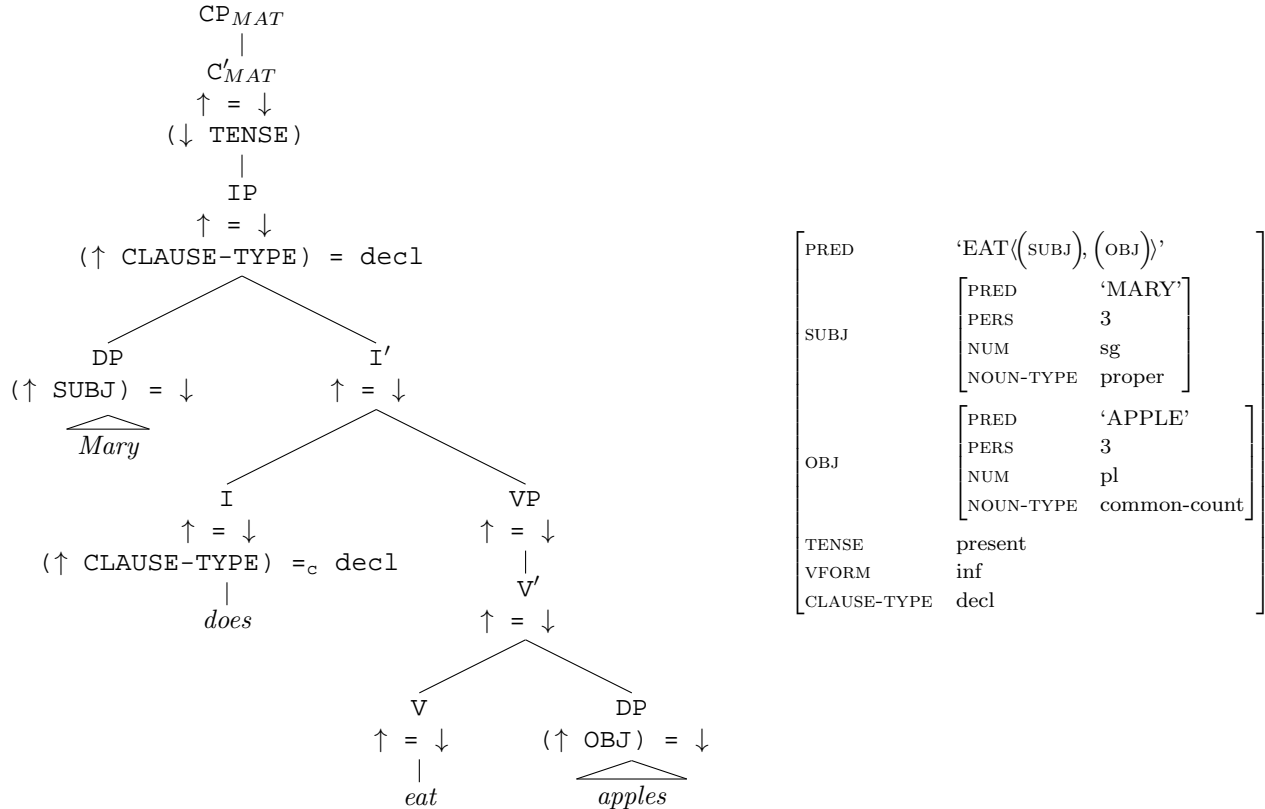 CP_MAT
C′_MAT
↑ = ↓
(↓ TENSE)
IP
↑ = ↓
(↑ CLAUSE-TYPE) = decl
DP I′
(↑ SUBJ) = ↓ ↑ = ↓
Mary
I VP
↑ = ↓ ↑ = ↓
(↑ CLAUSE-TYPE) =c decl
does
V′
↑ = ↓
V DP
↑ = ↓ (↑ OBJ) = ↓
eat apples
PRED ‘EAT⟨(SUBJ), (OBJ)⟩’
SUBJ
PRED ‘MARY’
PERS 3
NUM sg
NOUN-TYPE proper
OBJ
PRED ‘APPLE’
PERS 3
NUM pl
NOUN-TYPE common-count
TENSE present
VFORM inf
CLAUSE-TYPE decl